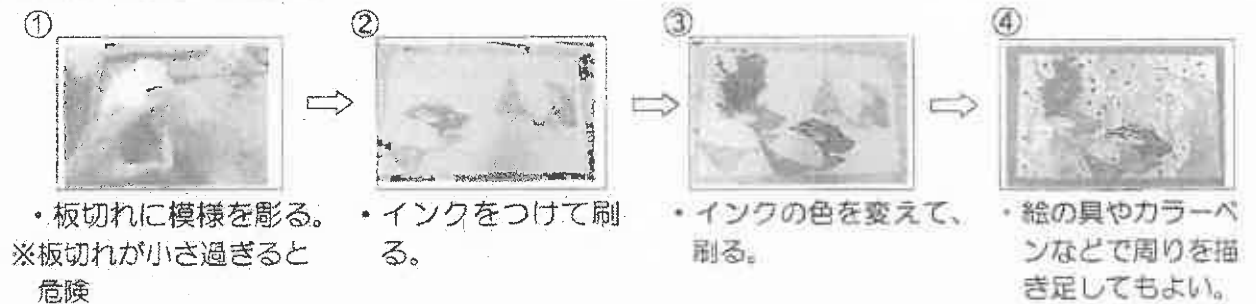 ①
・板切れに模様を彫る。
※板切れが小さ過ぎると
危険
②
・インクをつけて刷
る。
③
・インクの色を変えて、
刷る。
④
・絵の具やカラーペ
ンなどで周りを描
き足してもよい。